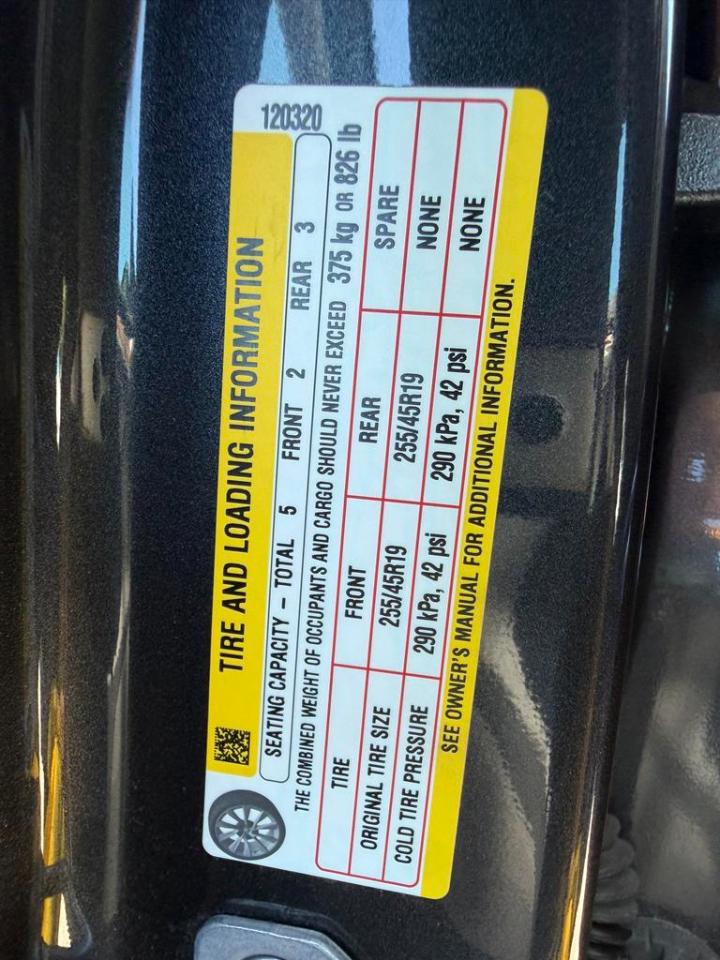 120320
TIRE AND LOADING INFORMATION
SEATING CAPACITY – TOTAL 5 FRONT 2 REAR 3
THE COMBINED WEIGHT OF OCCUPANTS AND CARGO SHOULD NEVER EXCEED 375 kg OR 826 lb
TIRE FRONT REAR SPARE
ORIGINAL TIRE SIZE 255/45R19 255/45R19 NONE
COLD TIRE PRESSURE 290 kPa, 42 psi 290 kPa, 42 psi NONE
SEE OWNER'S MANUAL FOR ADDITIONAL INFORMATION.